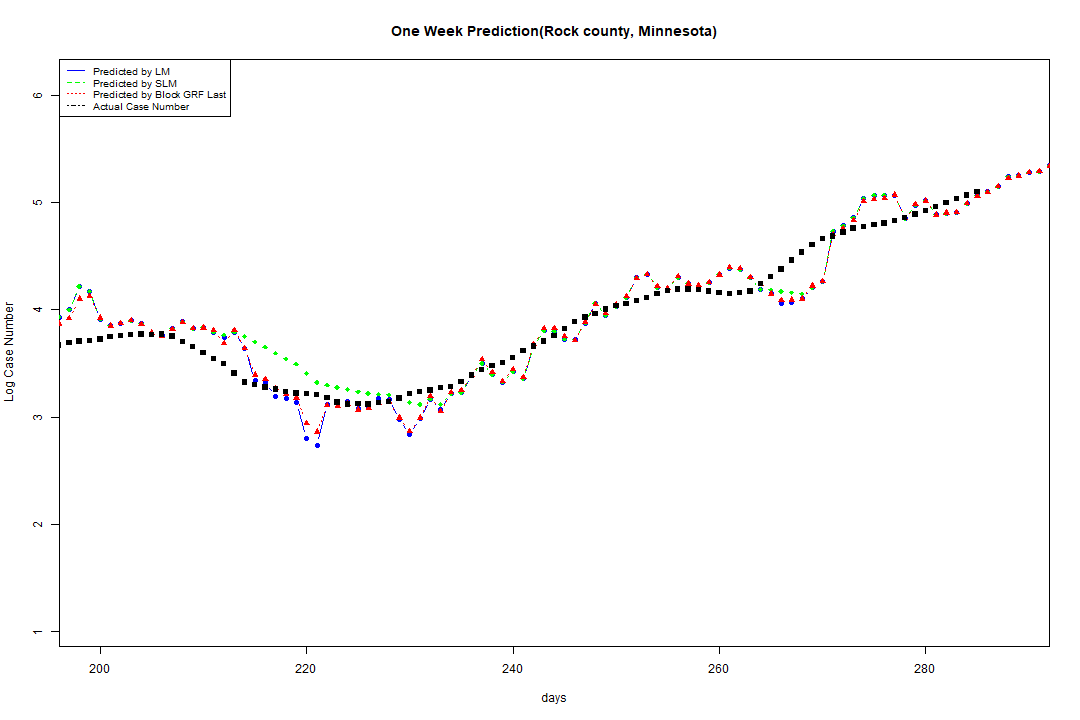 One Week Prediction(Rock county, Minnesota)
Predicted by LM
Predicted by SLM
Predicted by Block GRF Last
Actual Case Number
6
5
4
3
2
1
Log Case Number
200 220 240 260 280
days